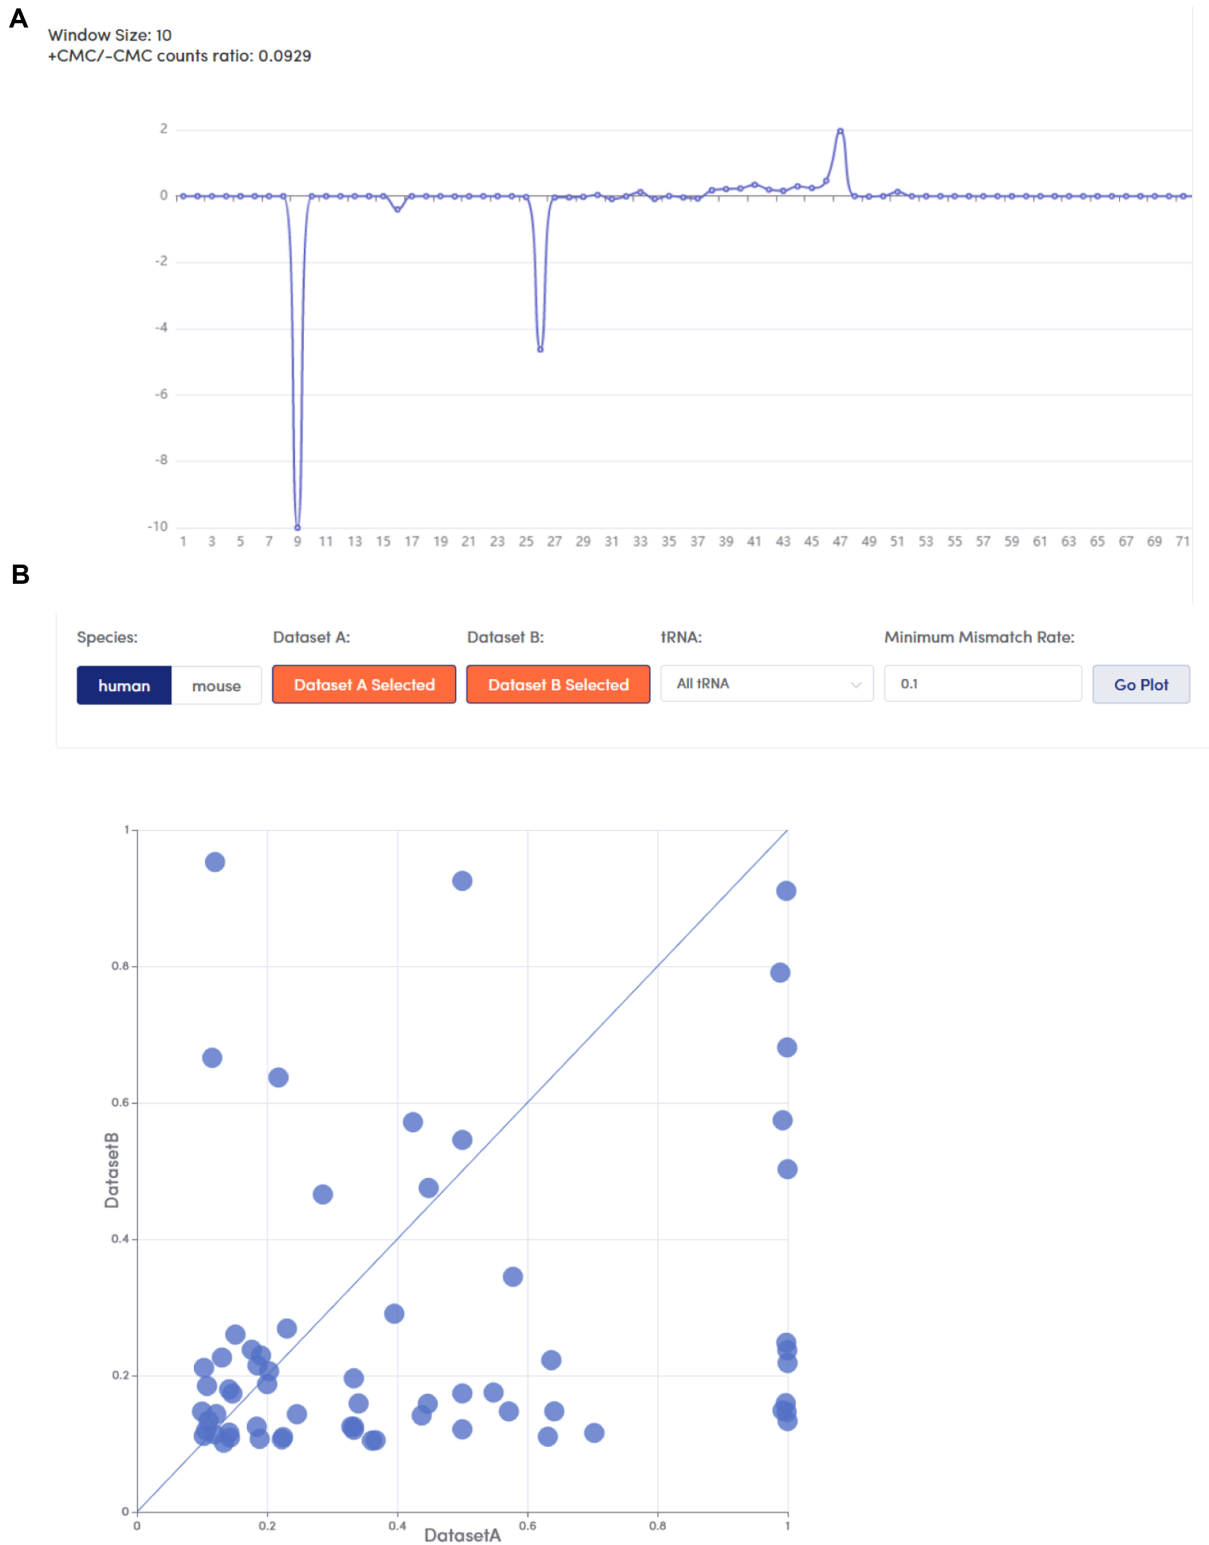 A
Window Size: 10
+CMC/-CMC counts ratio: 0.0929
2
0
-2
-4
-6
-8
-10
1 3 5 7 9 11 13 15 17 19 21 23 25 27 29 31 33 35 37 39 41 43 45 47 49 51 53 55 57 59 61 63 65 67 69 71
B
Species: Dataset A: Dataset B: tRNA: Minimum Mismatch Rate:
human mouse Dataset A Selected Dataset B Selected All tRNA 0.1 Go Plot
1
0.8
0.6
DatasetB
0.4
0.2
0
0 0.2 0.4 0.6 0.8 1
DatasetA